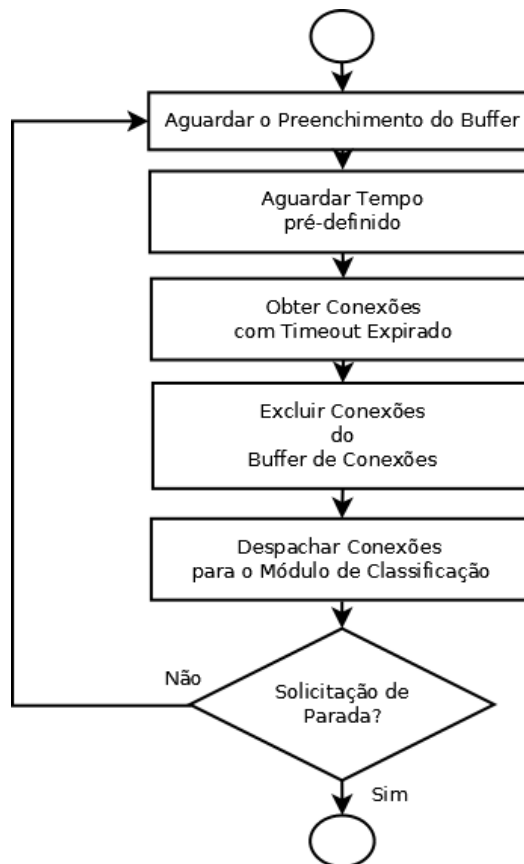 Aguardar o Preenchimento do Buffer
Aguardar Tempo
pré-definido
Obter Conexões
com Timeout Expirado
Excluir Conexões
do
Buffer de Conexões
Despachar Conexões
para o Módulo de Classificação
Não
Solicitação de
Parada?
Sim